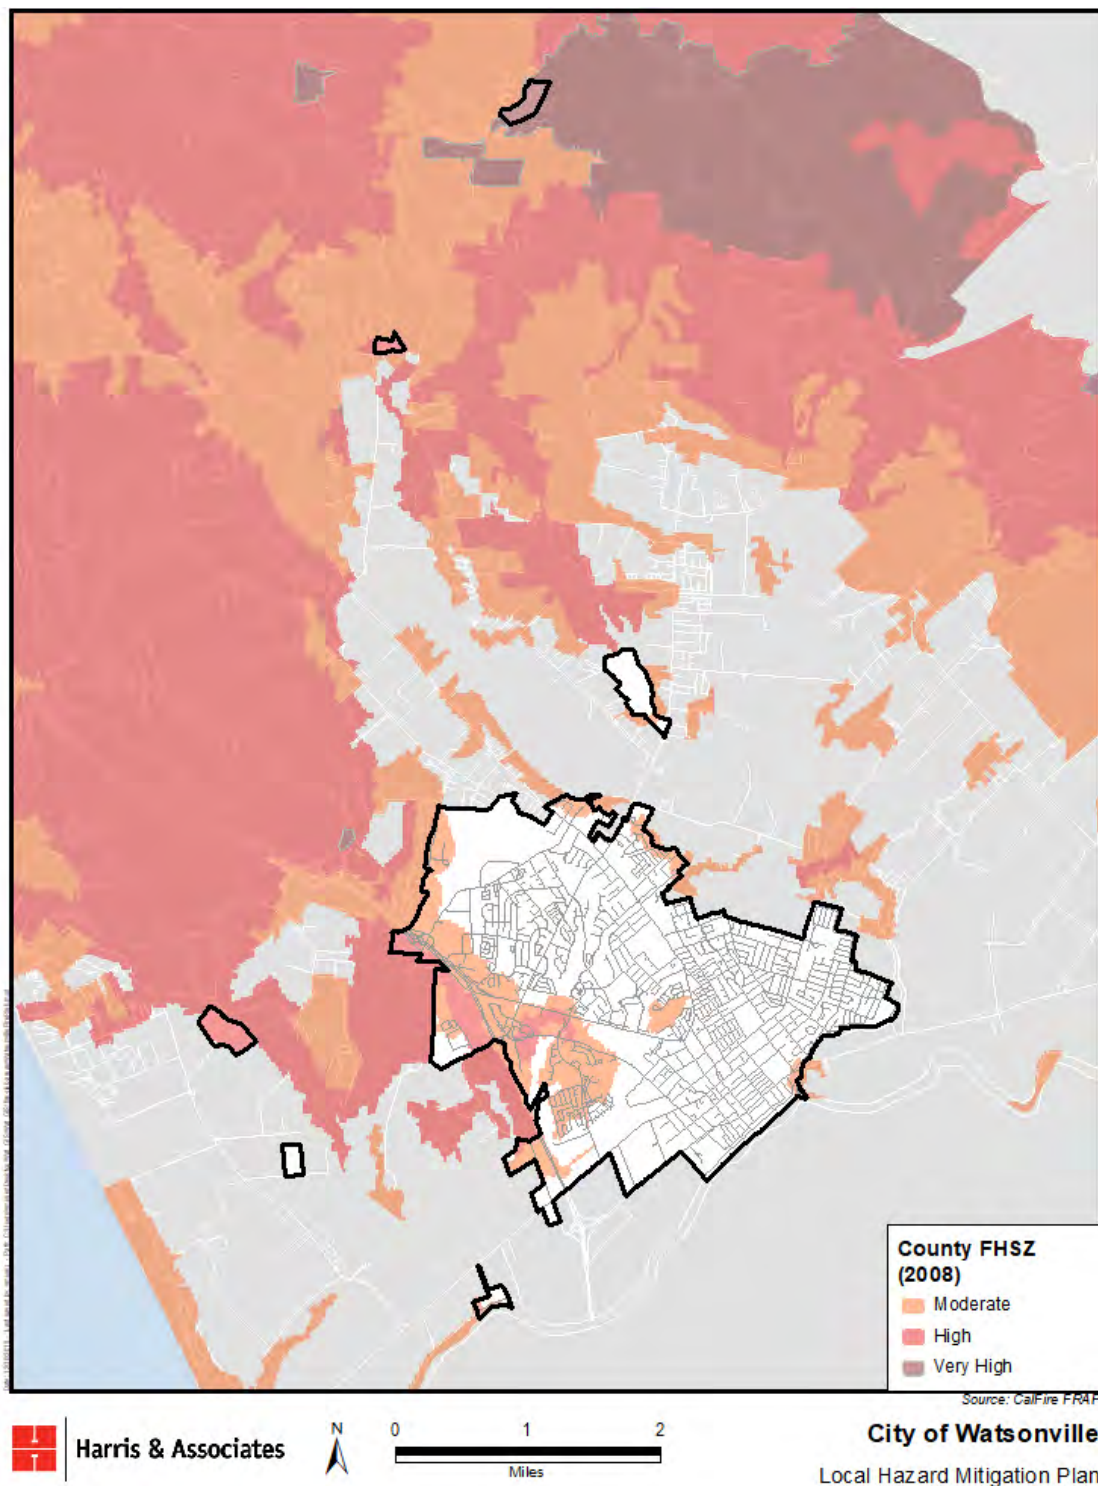 County FHSZ
(2008)
Moderate
High
Very High
Source: CalFire FRAP
Harris & Associates
N
0 1 2
Miles
City of Watsonville
Local Hazard Mitigation Plan